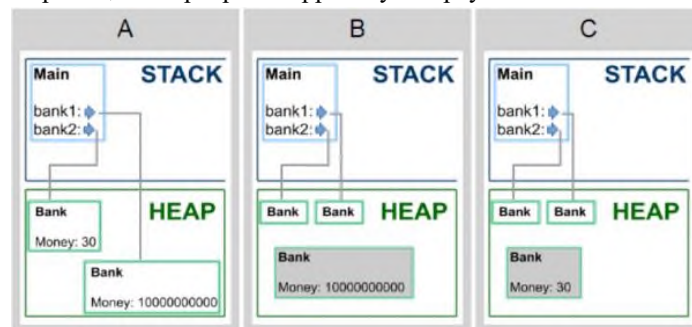 A
Main
STACK
bank1:
bank2:
Bank
HEAP
Money: 30
Bank
Money: 10000000000
B
Main
STACK
bank1:
bank2:
Bank Bank HEAP
Bank
Money: 10000000000
C
Main
STACK
bank1:
bank2:
Bank Bank HEAP
Bank
Money: 30